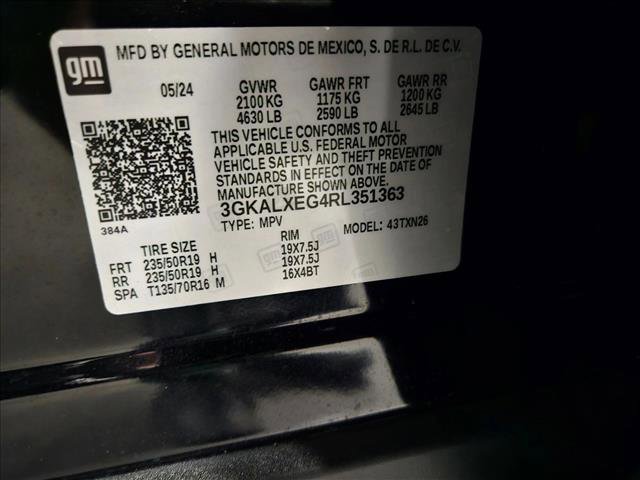 gm
MFD BY GENERAL MOTORS DE MEXICO, S. DE R.L. DE C.V.
05/24 GVWR GAWR FRT GAWR RR
2100 KG 1175 KG 1200 KG
4630 LB 2590 LB 2645 LB
THIS VEHICLE CONFORMS TO ALL
APPLICABLE U.S. FEDERAL MOTOR
VEHICLE SAFETY AND THEFT PREVENTION
STANDARDS IN EFFECT ON THE DATE OF
MANUFACTURE SHOWN ABOVE.
3GKALXEG4RL351363
384A
TYPE: MPV MODEL: 43TXN26
TIRE SIZE RIM
FRT 235/50R19 H 19X7.5J
RR 235/50R19 H 19X7.5J
SPA T135/70R16 M 16X4BT